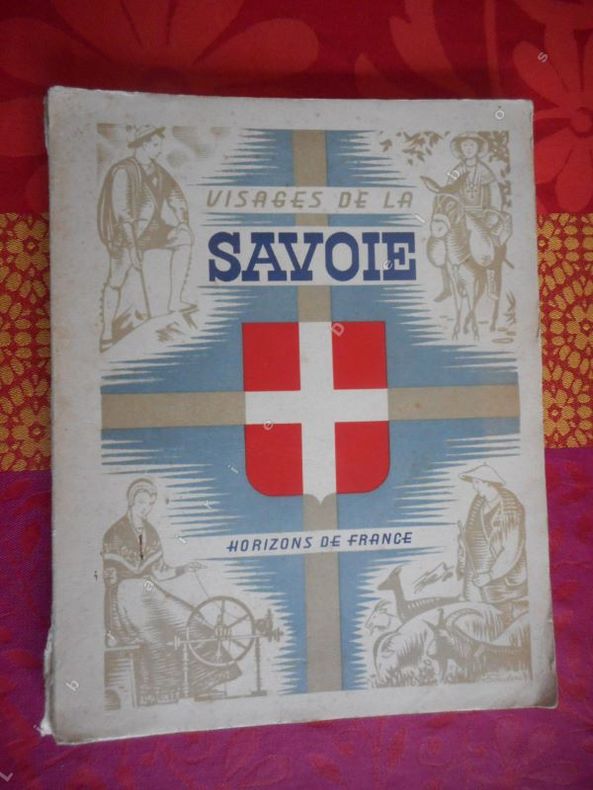 VISAGES DE LA
SAVOIE
HORIZONS DE FRANCE